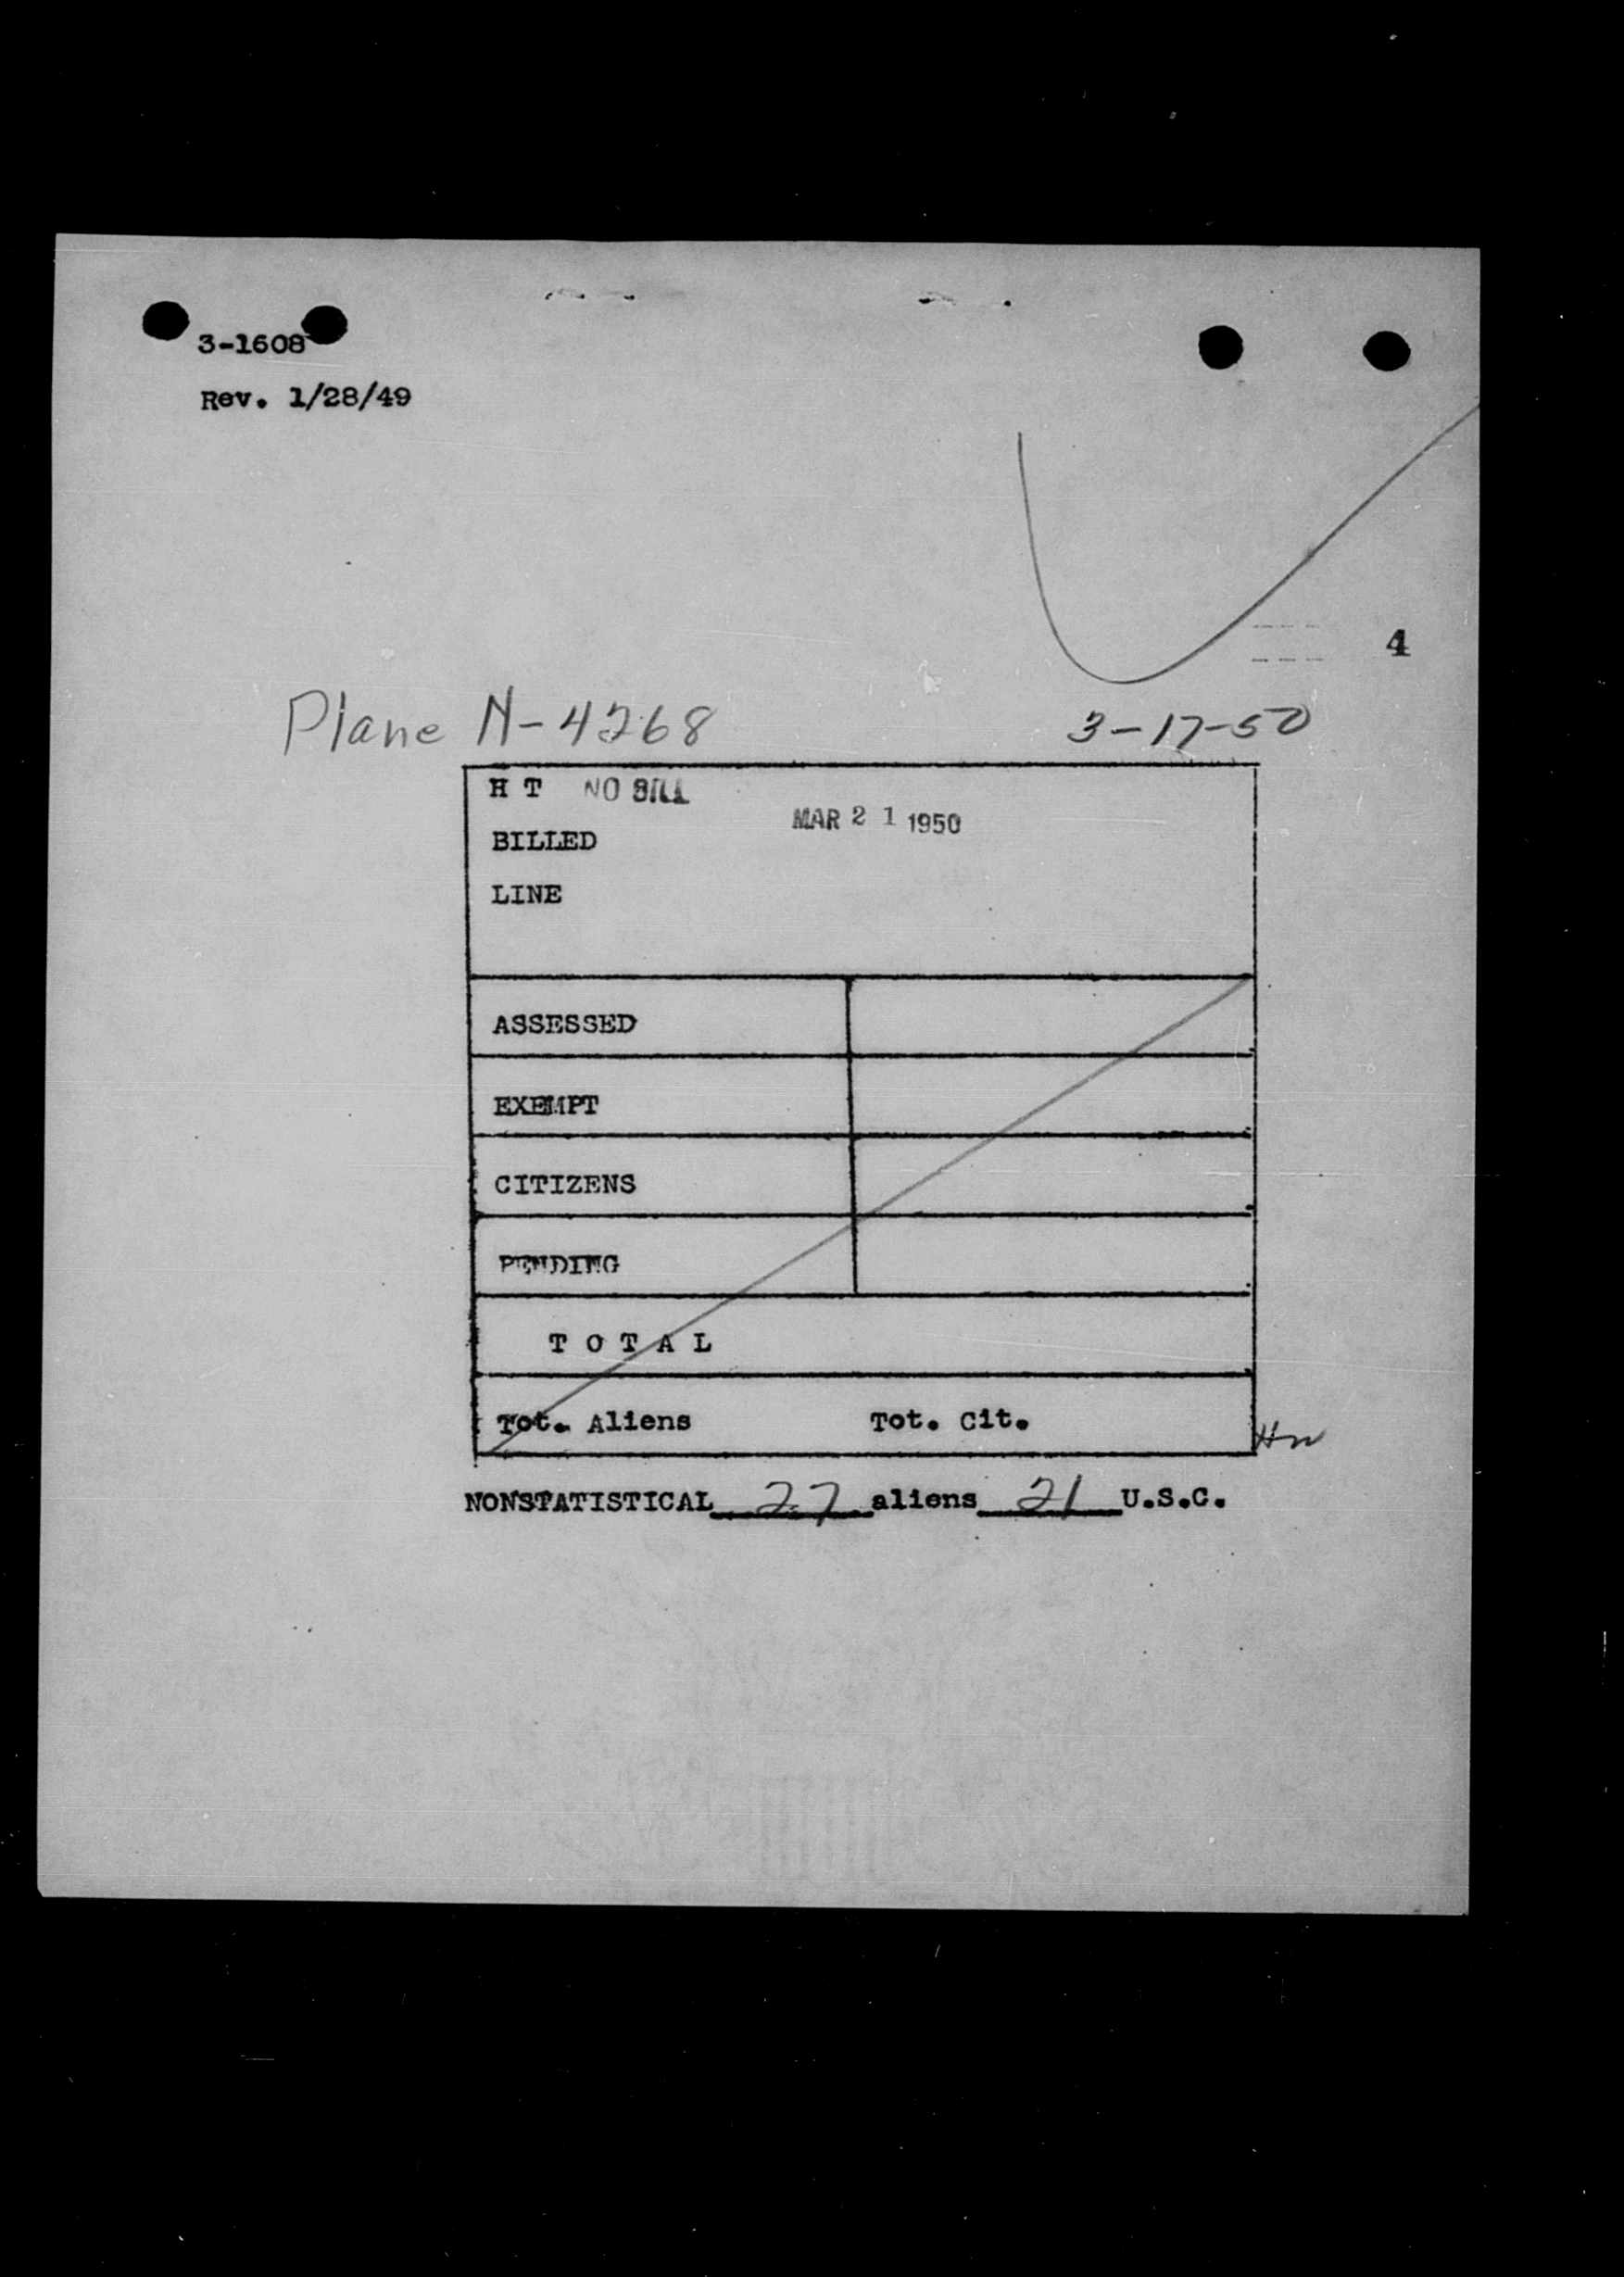 3-1608
Rev. 1/28/49
4
Plane N-4268 3-17-50
H T NO BILL
MAR 21 1950
BILLED
LINE
ASSESSED
EXEMPT
CITIZENS
PENDING
T O T A L
Tot. Aliens Tot. Cit.
NONSTATISTICAL 27 aliens 21 U.S.C.